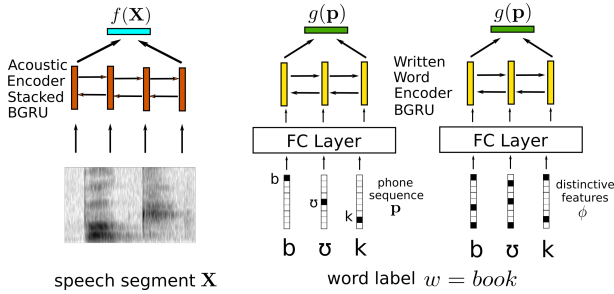 f(X)
Acoustic
Encoder
Stacked
BGRU
speech segment X
g(p)
FC Layer
b
ʊ
k
phone
sequence
p
b ʊ k
g(p)
Written
Word
Encoder
BGRU
FC Layer
distinctive
features
ϕ
b ʊ k
word label w = book